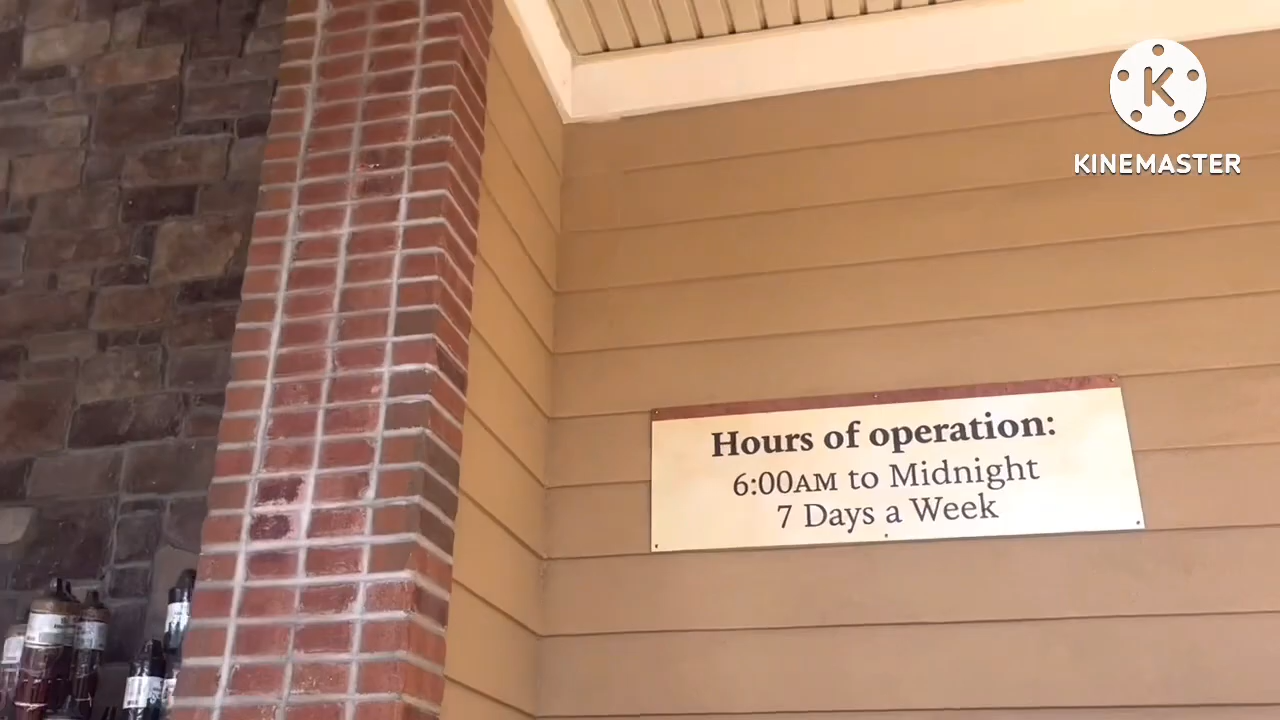 KINEMASTER
Hours of operation:
6:00AM to Midnight
7 Days a Week